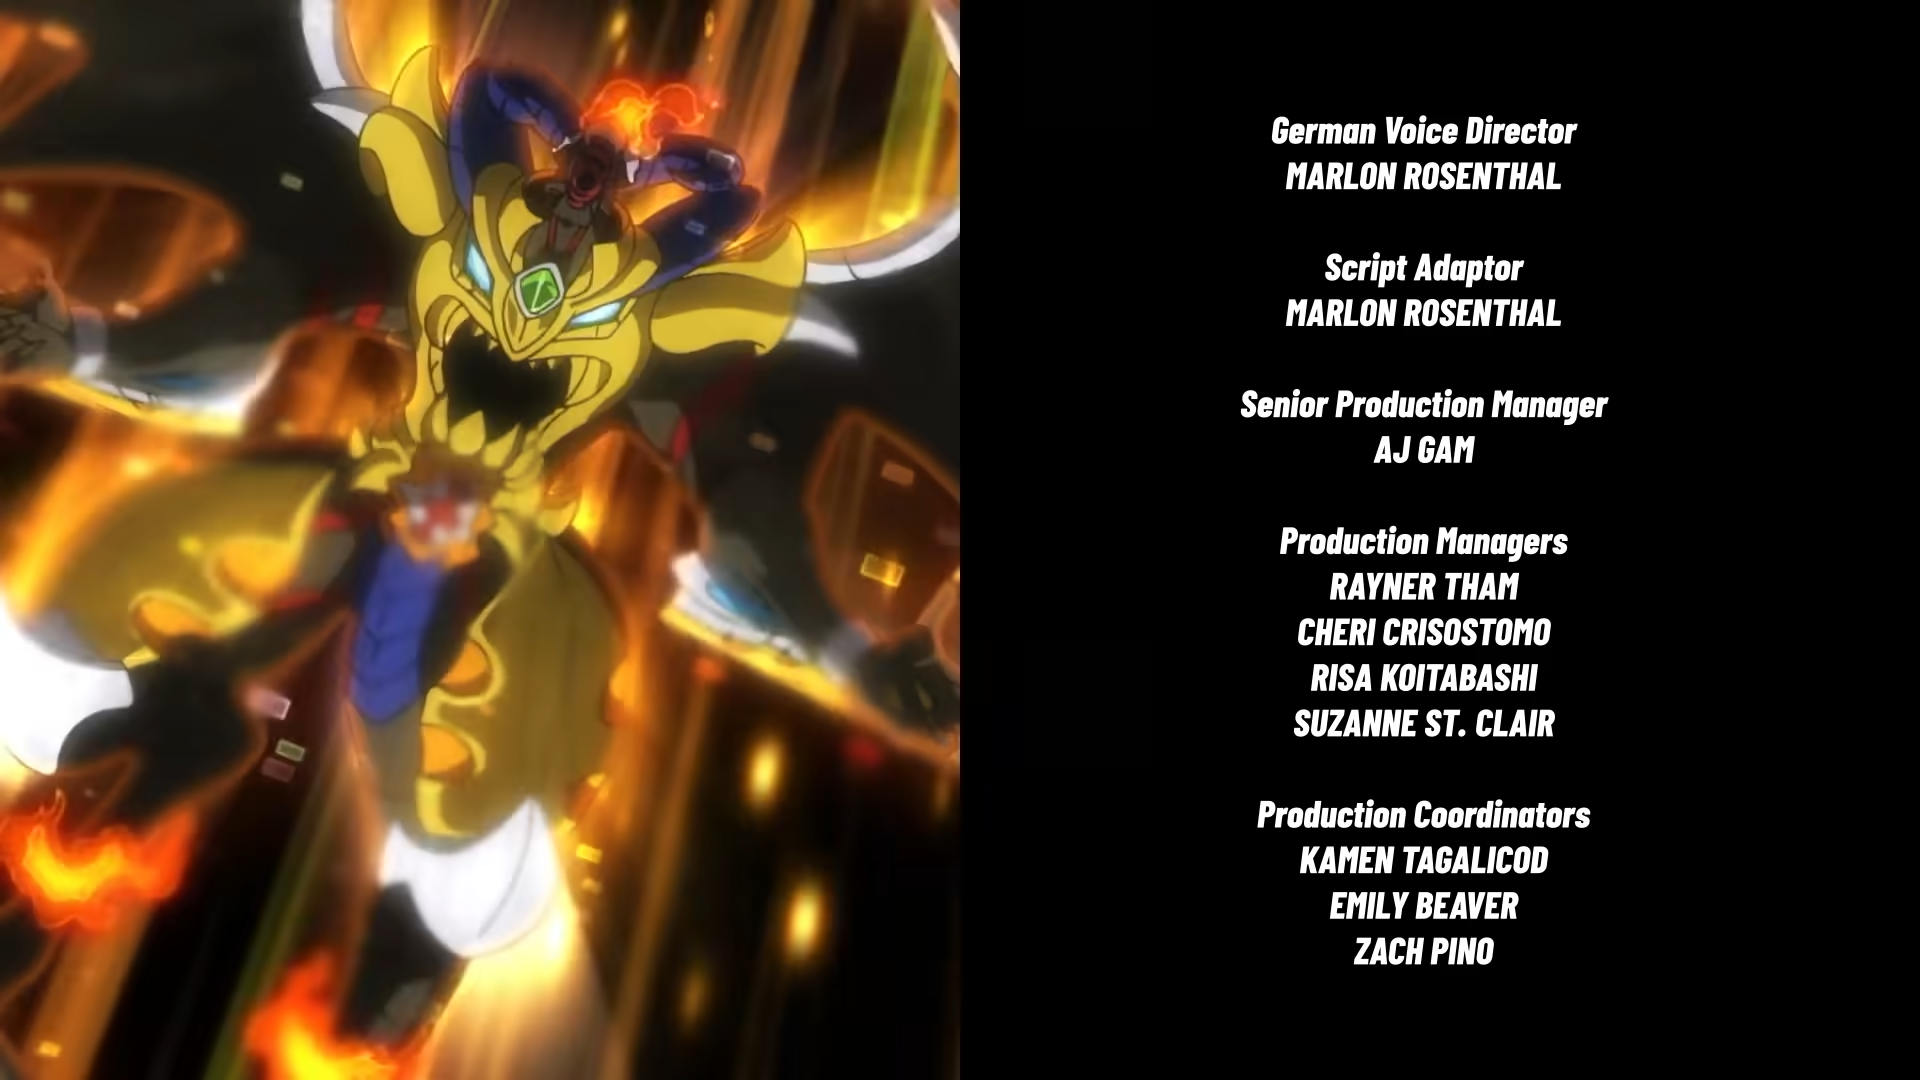 German Voice Director
MARLON ROSENTHAL
Script Adaptor
MARLON ROSENTHAL
Senior Production Manager
AJ GAM
Production Managers
RAYNER THAM
CHERI CRISOSTOMO
RISA KOITABASHI
SUZANNE ST. CLAIR
Production Coordinators
KAMEN TAGALICOD
EMILY BEAVER
ZACH PINO